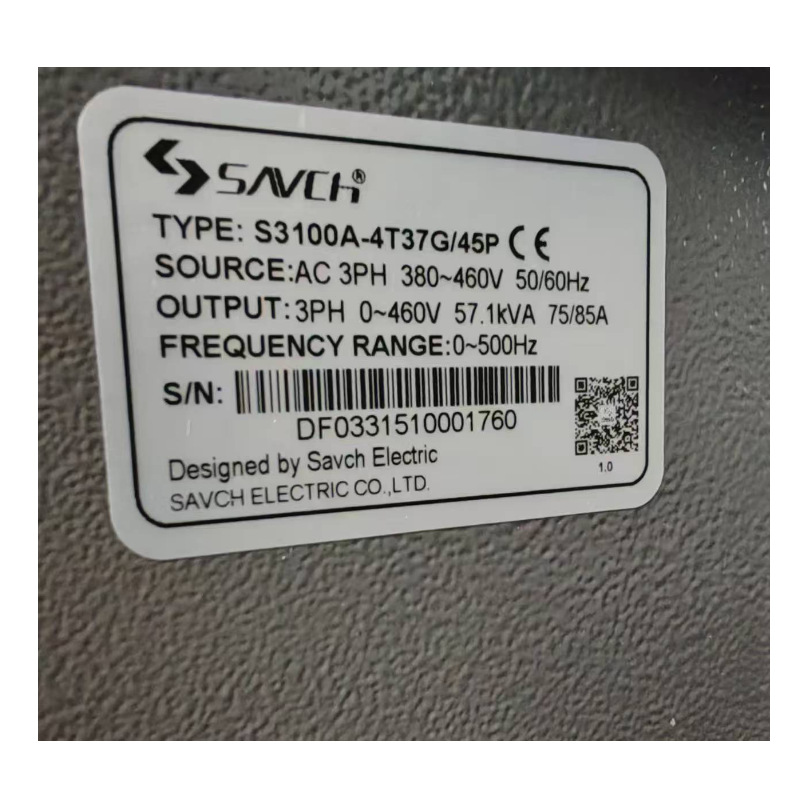 SAVCH®
TYPE: S3100A-4T37G/45P CE
SOURCE:AC 3PH 380~460V 50/60Hz
OUTPUT:3PH 0~460V 57.1kVA 75/85A
FREQUENCY RANGE:0~500Hz
S/N:
DF0331510001760
1.0
Designed by Savch Electric
SAVCH ELECTRIC CO.,LTD.